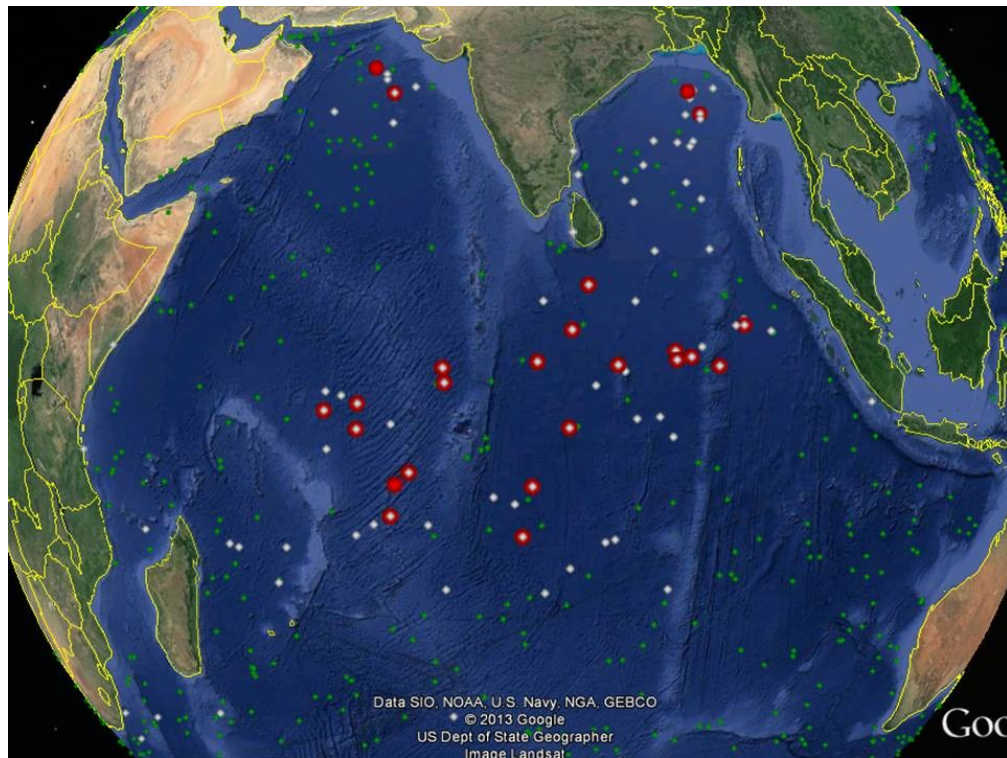 Data SIO, NOAA, U.S. Navy, NGA, GEBCO
© 2013 Google
US Dept of State Geographer
Image Landsat
Goo